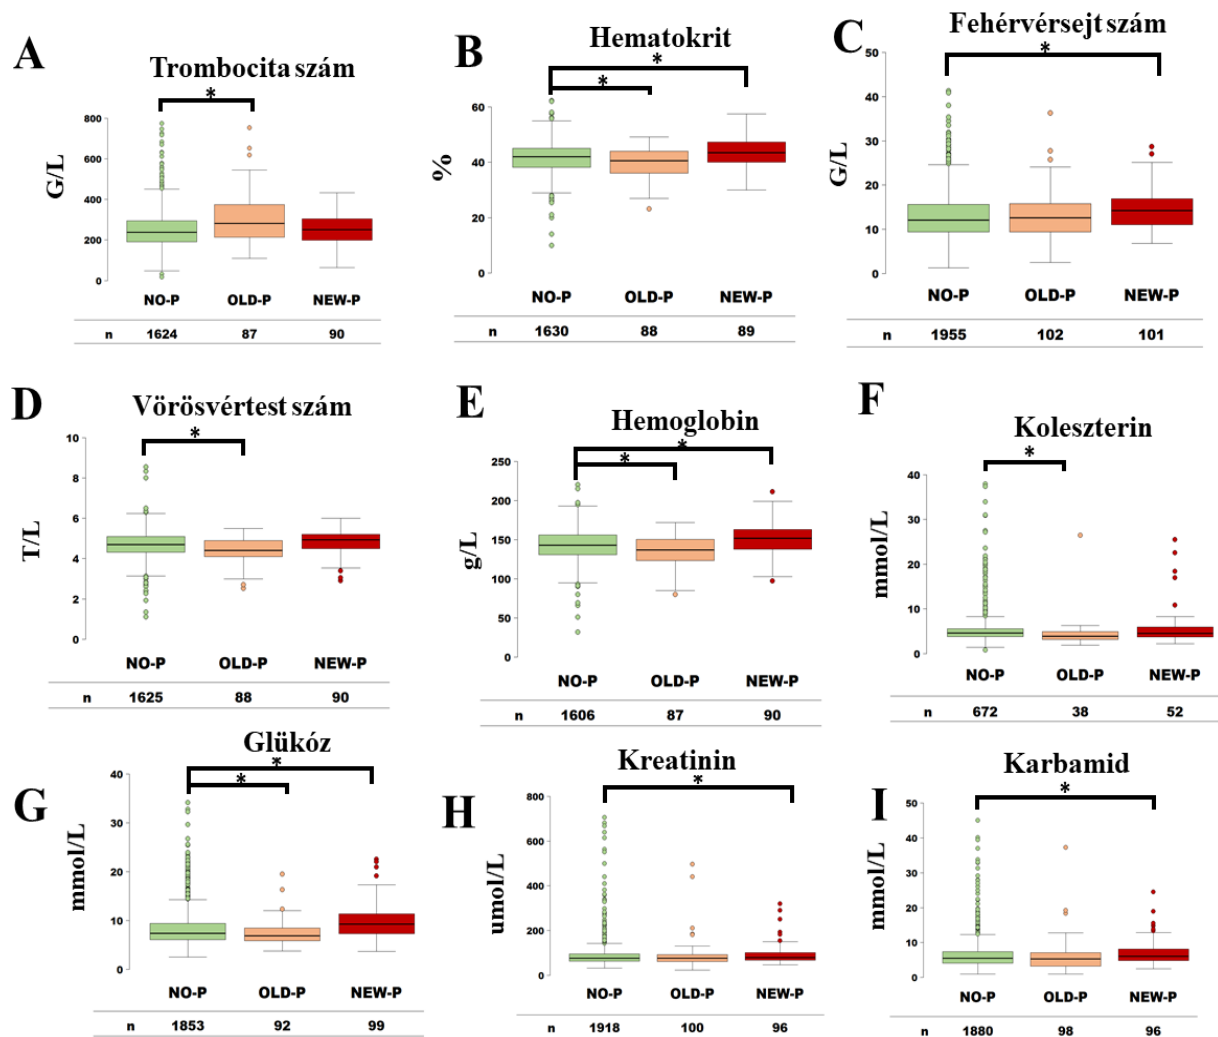 A
Trombocita szám
*
G/L
800
600
400
200
0
NO-P OLD-P NEW-P
n 1624 87 90
B
Hematokrit
*
*
%
60
40
20
0
NO-P OLD-P NEW-P
n 1630 88 89
C
Fehérvérsejt szám
*
G/L
50
40
30
20
10
0
NO-P OLD-P NEW-P
n 1955 102 101
D
Vörösvértest szám
*
T/L
10
8
6
4
2
0
NO-P OLD-P NEW-P
n 1625 88 90
E
Hemoglobin
*
*
g/L
250
200
150
100
50
0
NO-P OLD-P NEW-P
n 1606 87 90
F
Koleszterin
*
mmol/L
40
30
20
10
0
NO-P OLD-P NEW-P
n 672 38 52
G
Glükóz
*
*
mmol/L
40
30
20
10
0
NO-P OLD-P NEW-P
n 1853 92 99
H
Kreatinin
*
umol/L
800
600
400
200
0
NO-P OLD-P NEW-P
n 1918 100 96
I
Karbamid
*
mmol/L
50
40
30
20
10
0
NO-P OLD-P NEW-P
n 1880 98 96